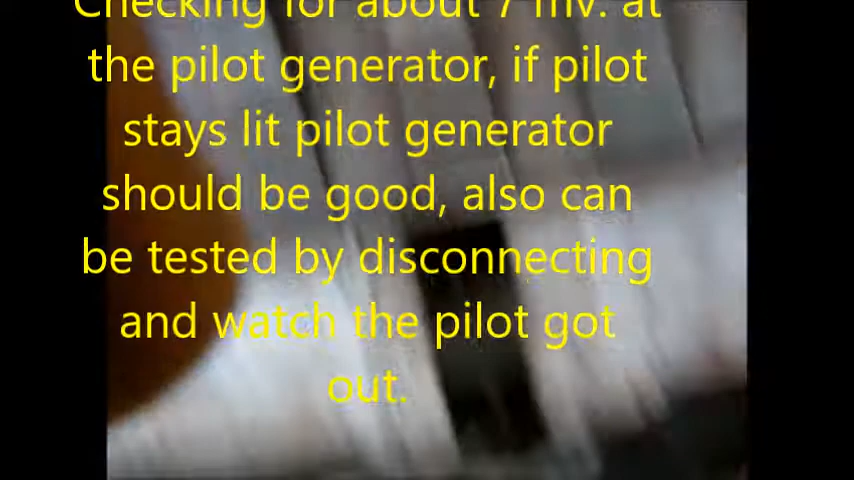 Checking for about 7 mv. at
the pilot generator, if pilot
stays lit pilot generator
should be good, also can
be tested by disconnecting
and watch the pilot got
out.